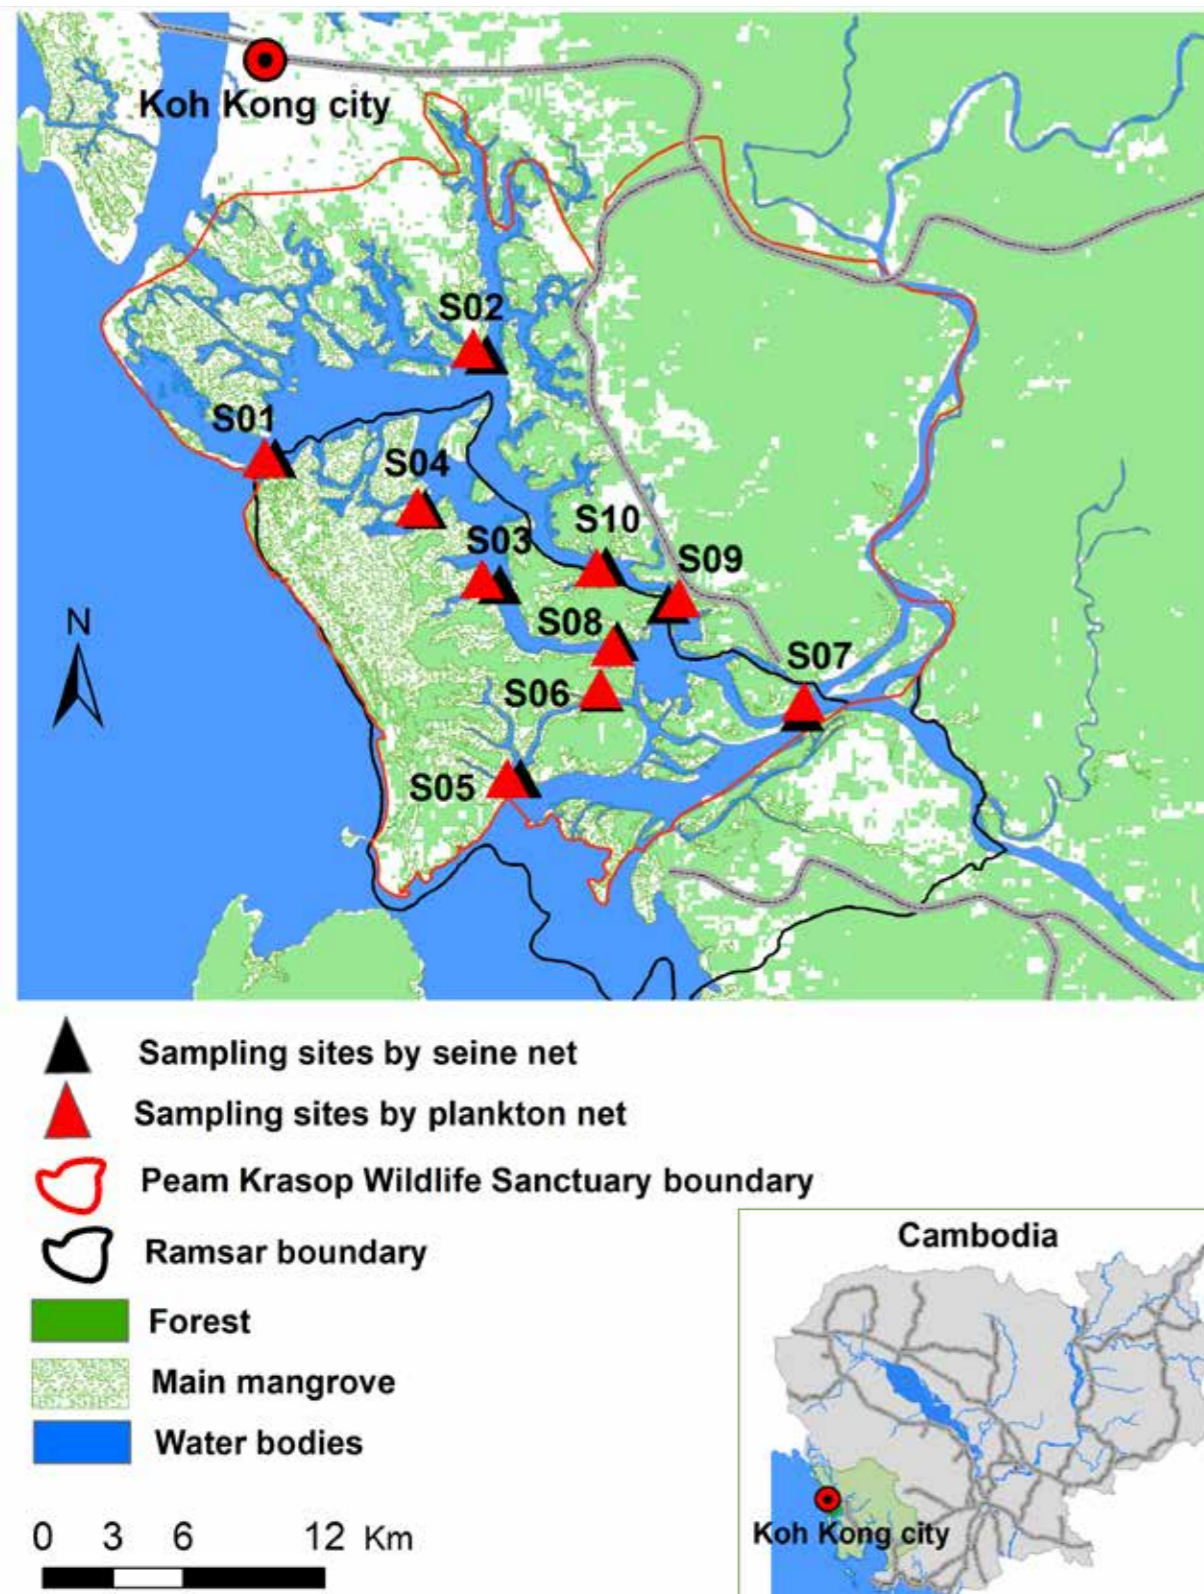 Koh Kong city
S02
S01
S04
S10
S03
S09
S08
S07
S06
S05
N
Sampling sites by seine net
Sampling sites by plankton net
Peam Krasop Wildlife Sanctuary boundary
Ramsar boundary
Forest
Main mangrove
Water bodies
0 3 6 12 Km
Cambodia
Koh Kong city